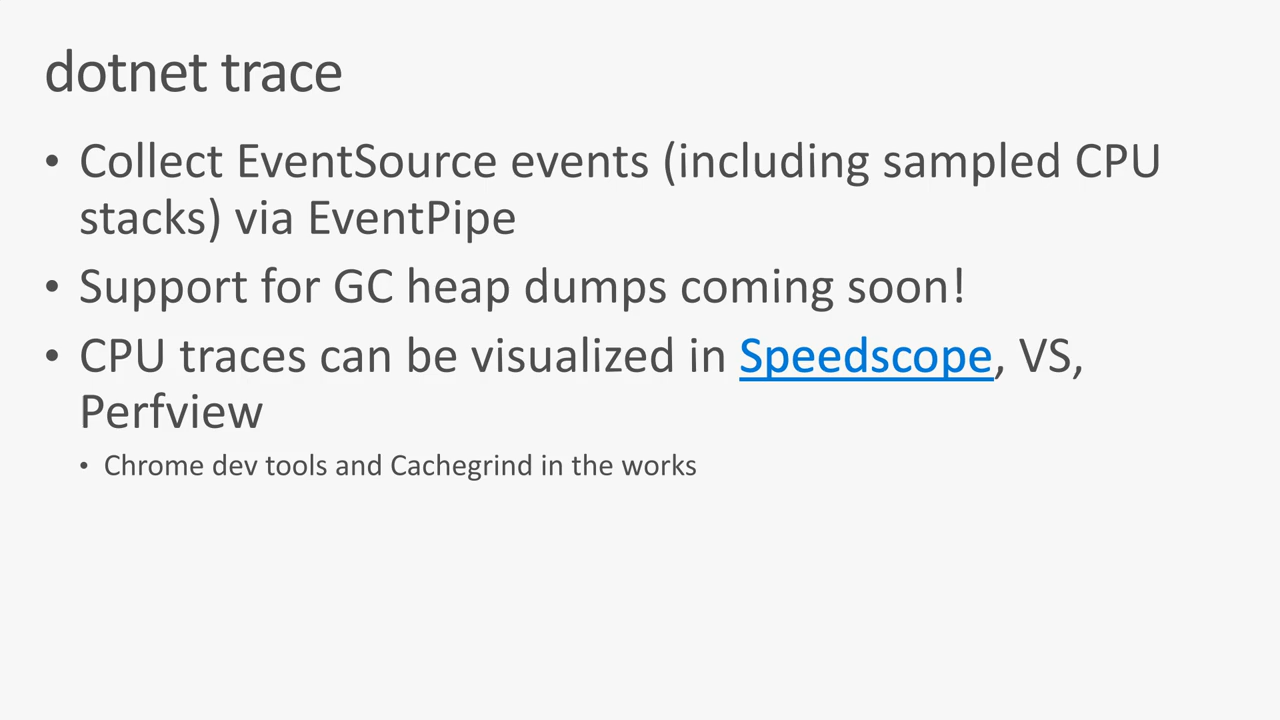 dotnet trace
• Collect EventSource events (including sampled CPU
stacks) via EventPipe
• Support for GC heap dumps coming soon!
• CPU traces can be visualized in Speedscope, VS,
Perfview
• Chrome dev tools and Cachegrind in the works